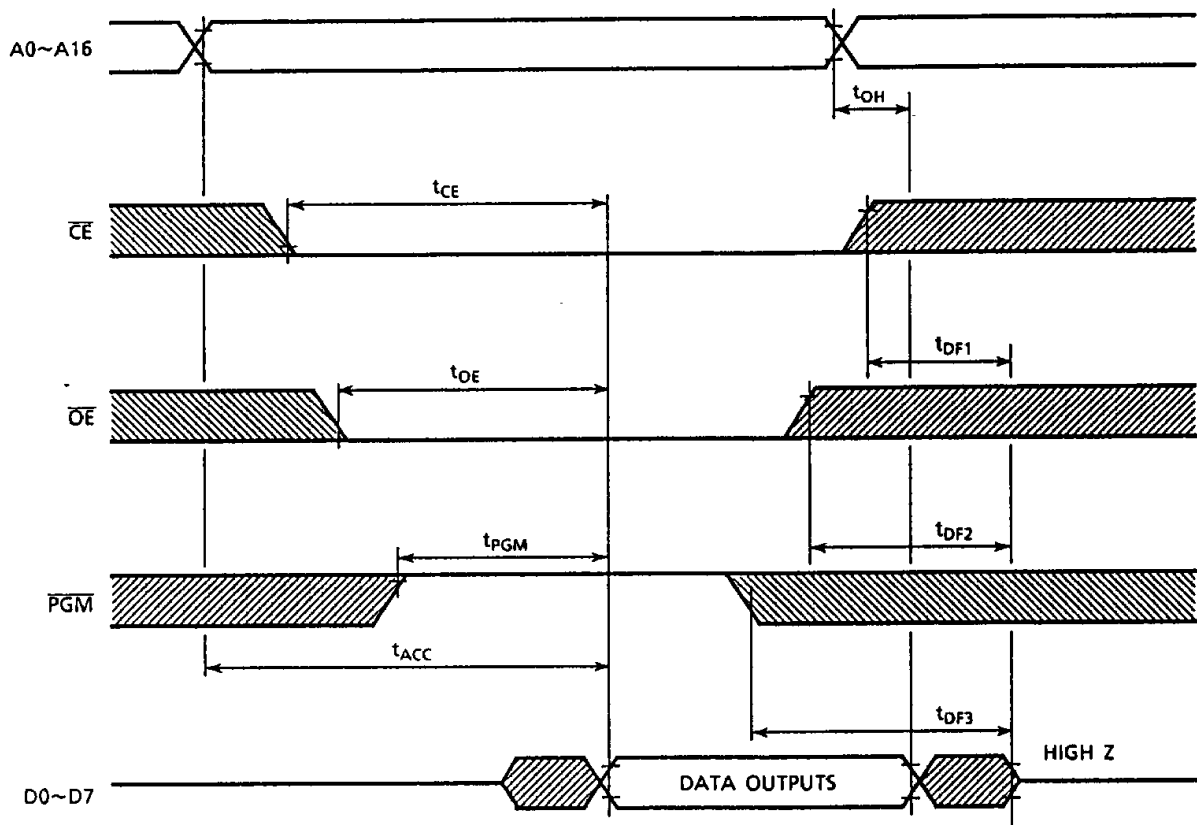 A0~A16
tOH
tCE
CE
tDF1
tOE
OE
tPGM
tDF2
PGM
tACC
tDF3
HIGH Z
DATA OUTPUTS
D0~D7